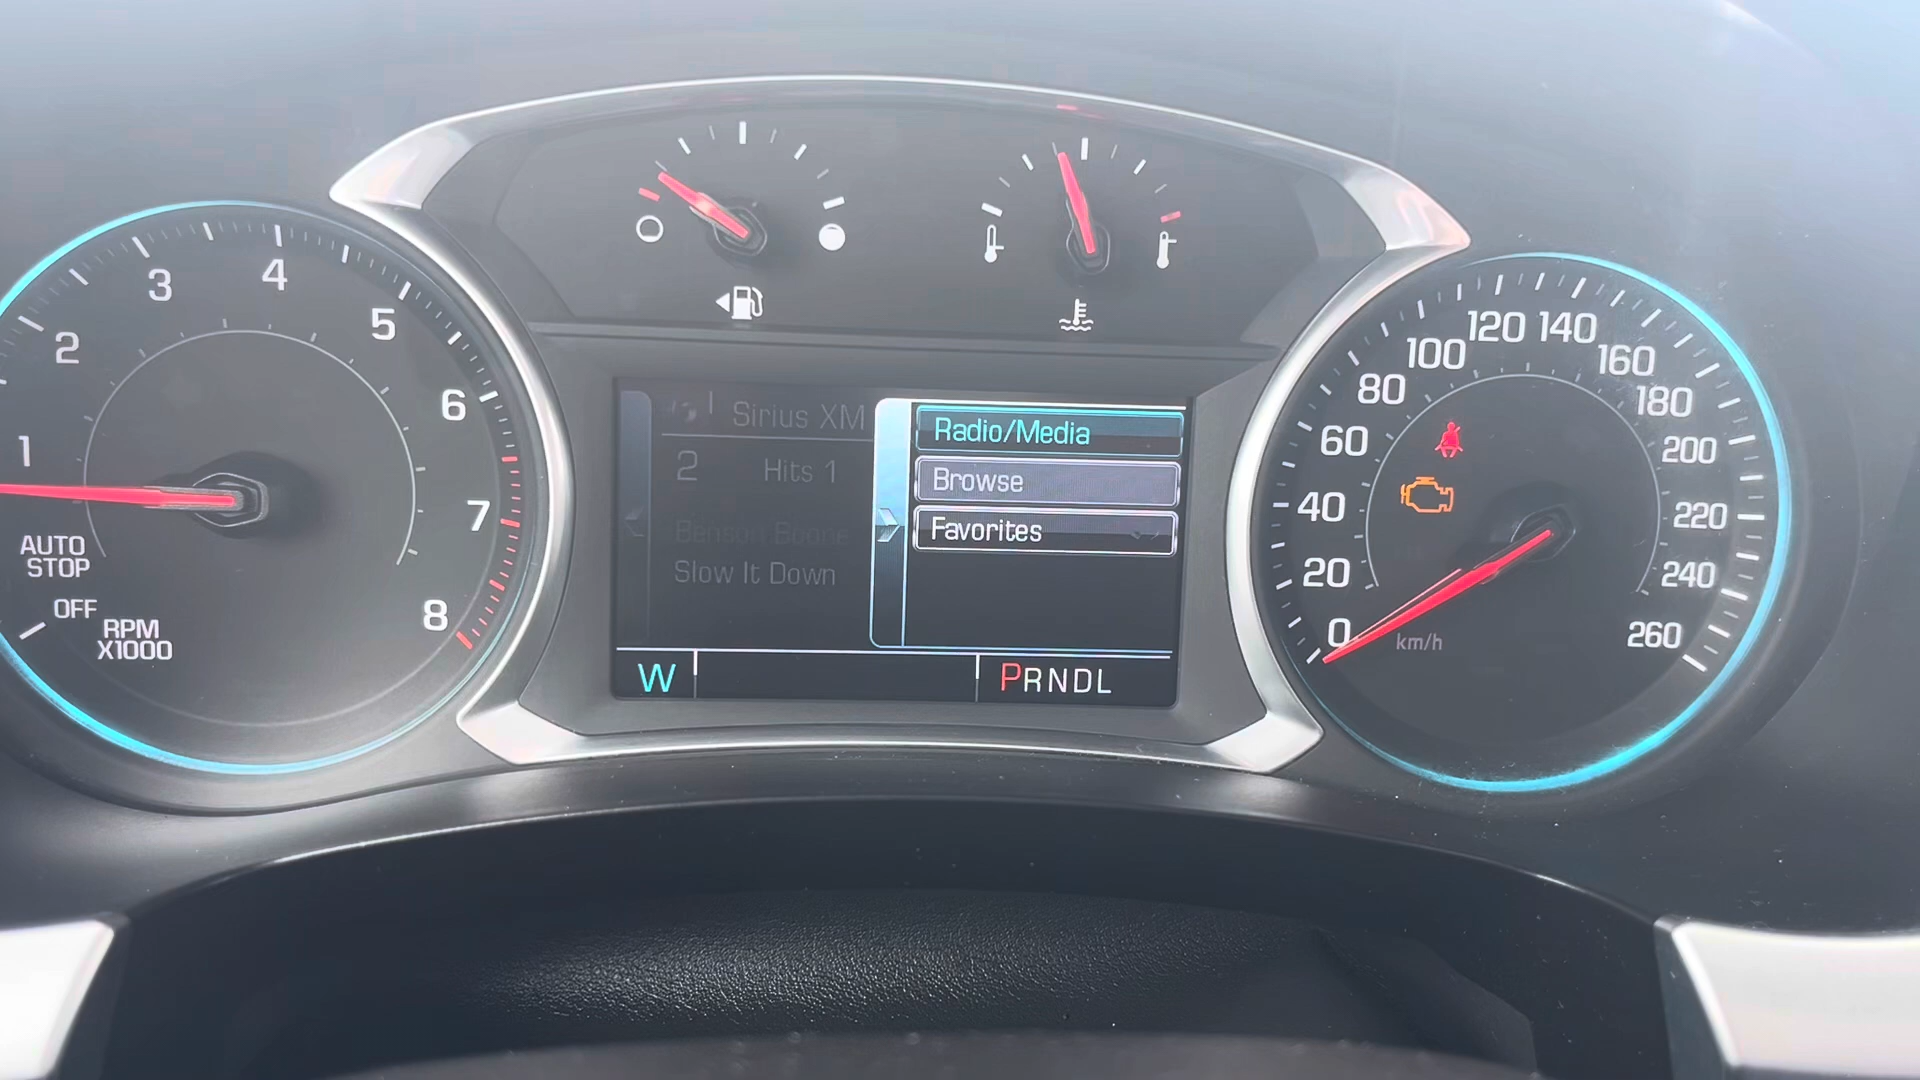 1
2
3
4
5
6
7
8
AUTO
STOP
OFF
RPM
X1000
Sirius XM
2 Hits 1
Benson Boone
Slow It Down
Radio/Media
Browse
Favorites
W
PRNDL
0
20
40
60
80
100
120
140
160
180
200
220
240
260
km/h